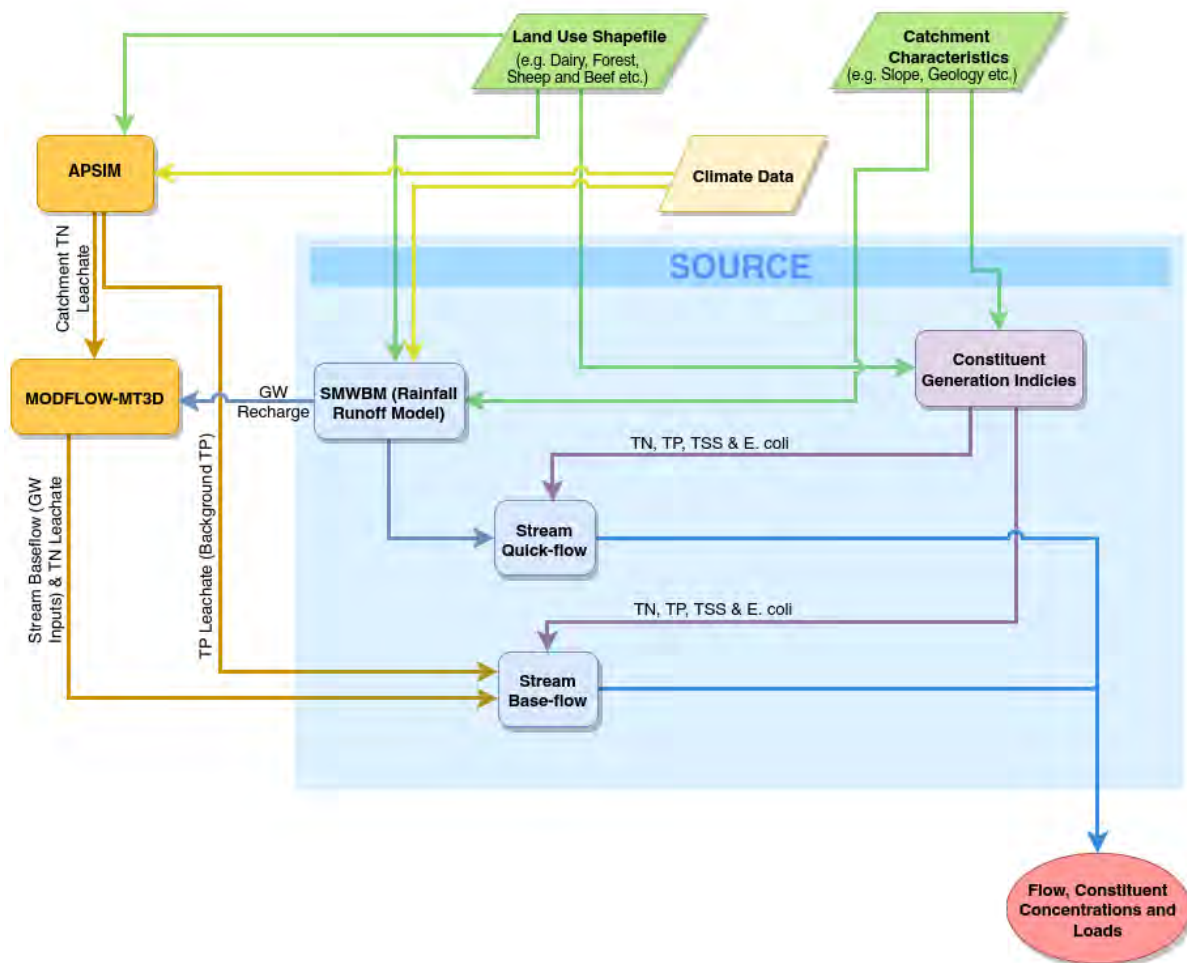 Land Use Shapefile
(e.g. Dairy, Forest,
Sheep and Beef etc.)
Catchment
Characteristics
(e.g. Slope, Geology etc.)
APSIM
Climate Data
Catchment TN
Leachate
SOURCE
MODFLOW-MT3D
GW
Recharge
SMWBM (Rainfall
Runoff Model)
Constituent
Generation Indicies
TN, TP, TSS & E. coli
Stream
Quick-flow
Stream Baseflow (GW
Inputs) & TN Leachate
TP Leachate (Background TP)
TN, TP, TSS & E. coli
Stream
Base-flow
Flow, Constituent
Concentrations and
Loads